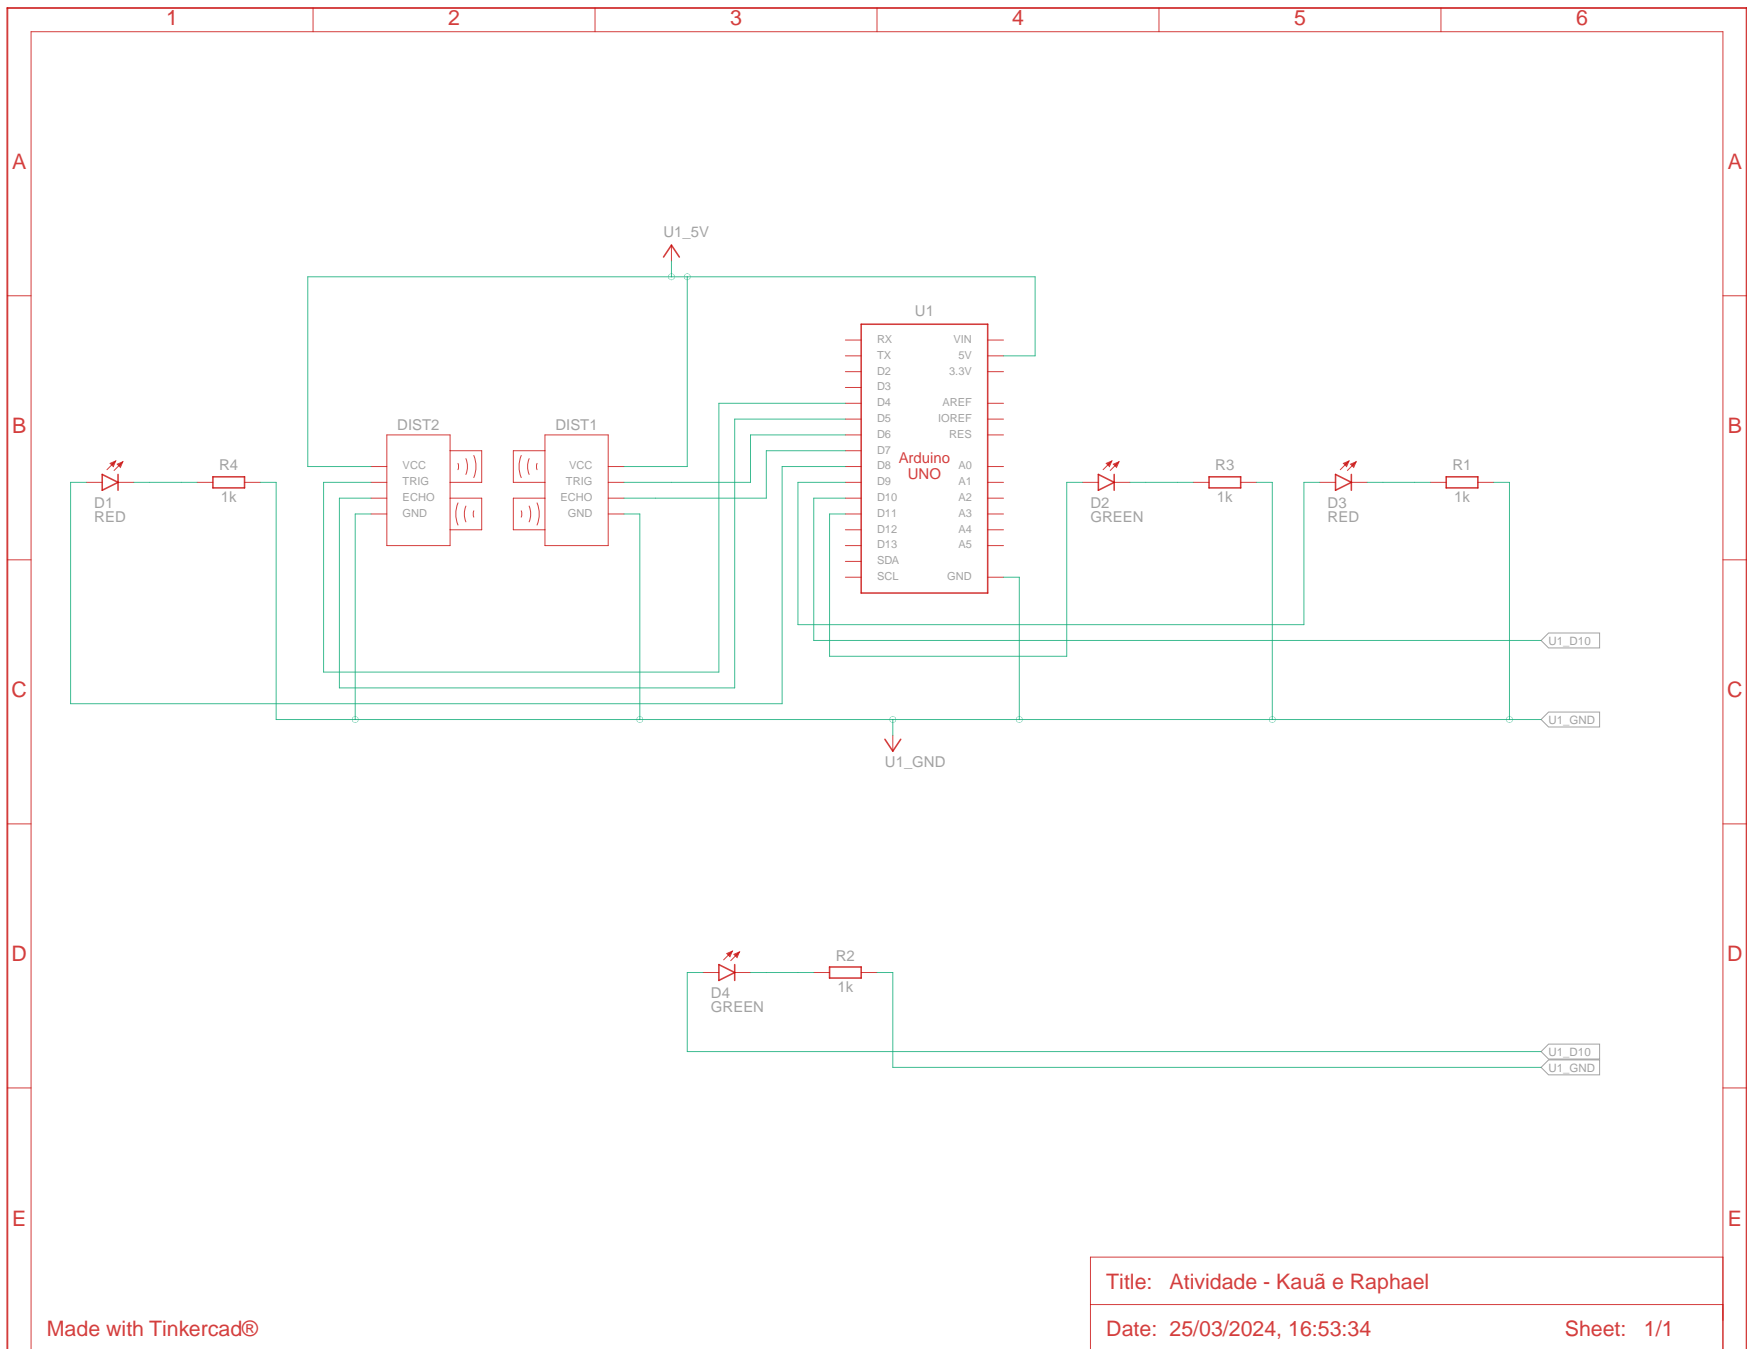 1 2 3 4 5 6
A A
U1_5V
B B
U1
RX VIN
TX 5V
D2 3.3V
D3
D4 AREF
D5 IOREF
D6 RES
D7
D8 A0
D9 A1
D10 A2
D11 A3
D12 A4
D13 A5
SDA
SCL GND
Arduino
UNO
DIST2
VCC
TRIG
ECHO
GND
DIST1
VCC
TRIG
ECHO
GND
D1
RED
R4
1k
D2
GREEN
R3
1k
D3
RED
R1
1k
U1_D10
C C
U1_GND
U1_GND
D D
D4
GREEN
R2
1k
U1_D10
U1_GND
E E
Title: Atividade - Kauã e Raphael
Made with Tinkercad®
Date: 25/03/2024, 16:53:34 Sheet: 1/1